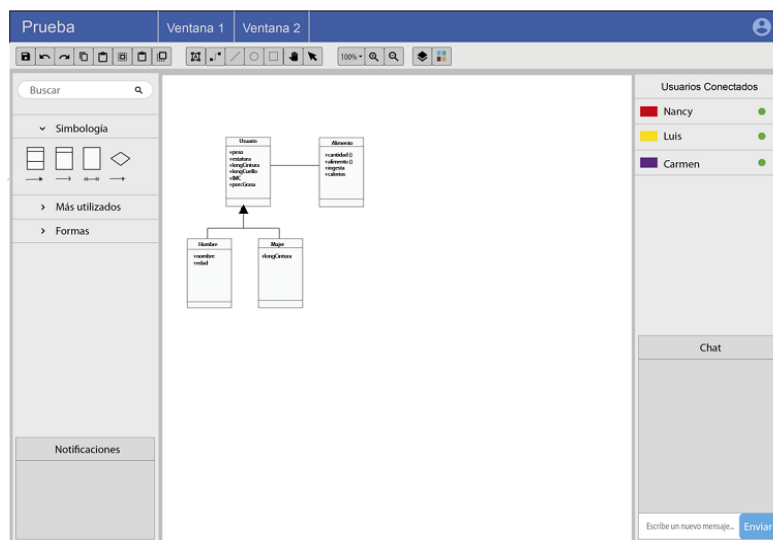 Prueba
Ventana 1
Ventana 2
100%
Buscar
Simbología
Más utilizados
Formas
Notificaciones
Usuario
+peso
+estatura
+longCintura
+longCuello
+IMC
+porcGrasa
Alimento
+cantidad ()
+alimento ()
+ingesta
+calorias
Hombre
+nombre
+edad
Mujer
+longCintura
Usuarios Conectados
Nancy
Luis
Carmen
Chat
Escribe un nuevo mensaje...
Enviar